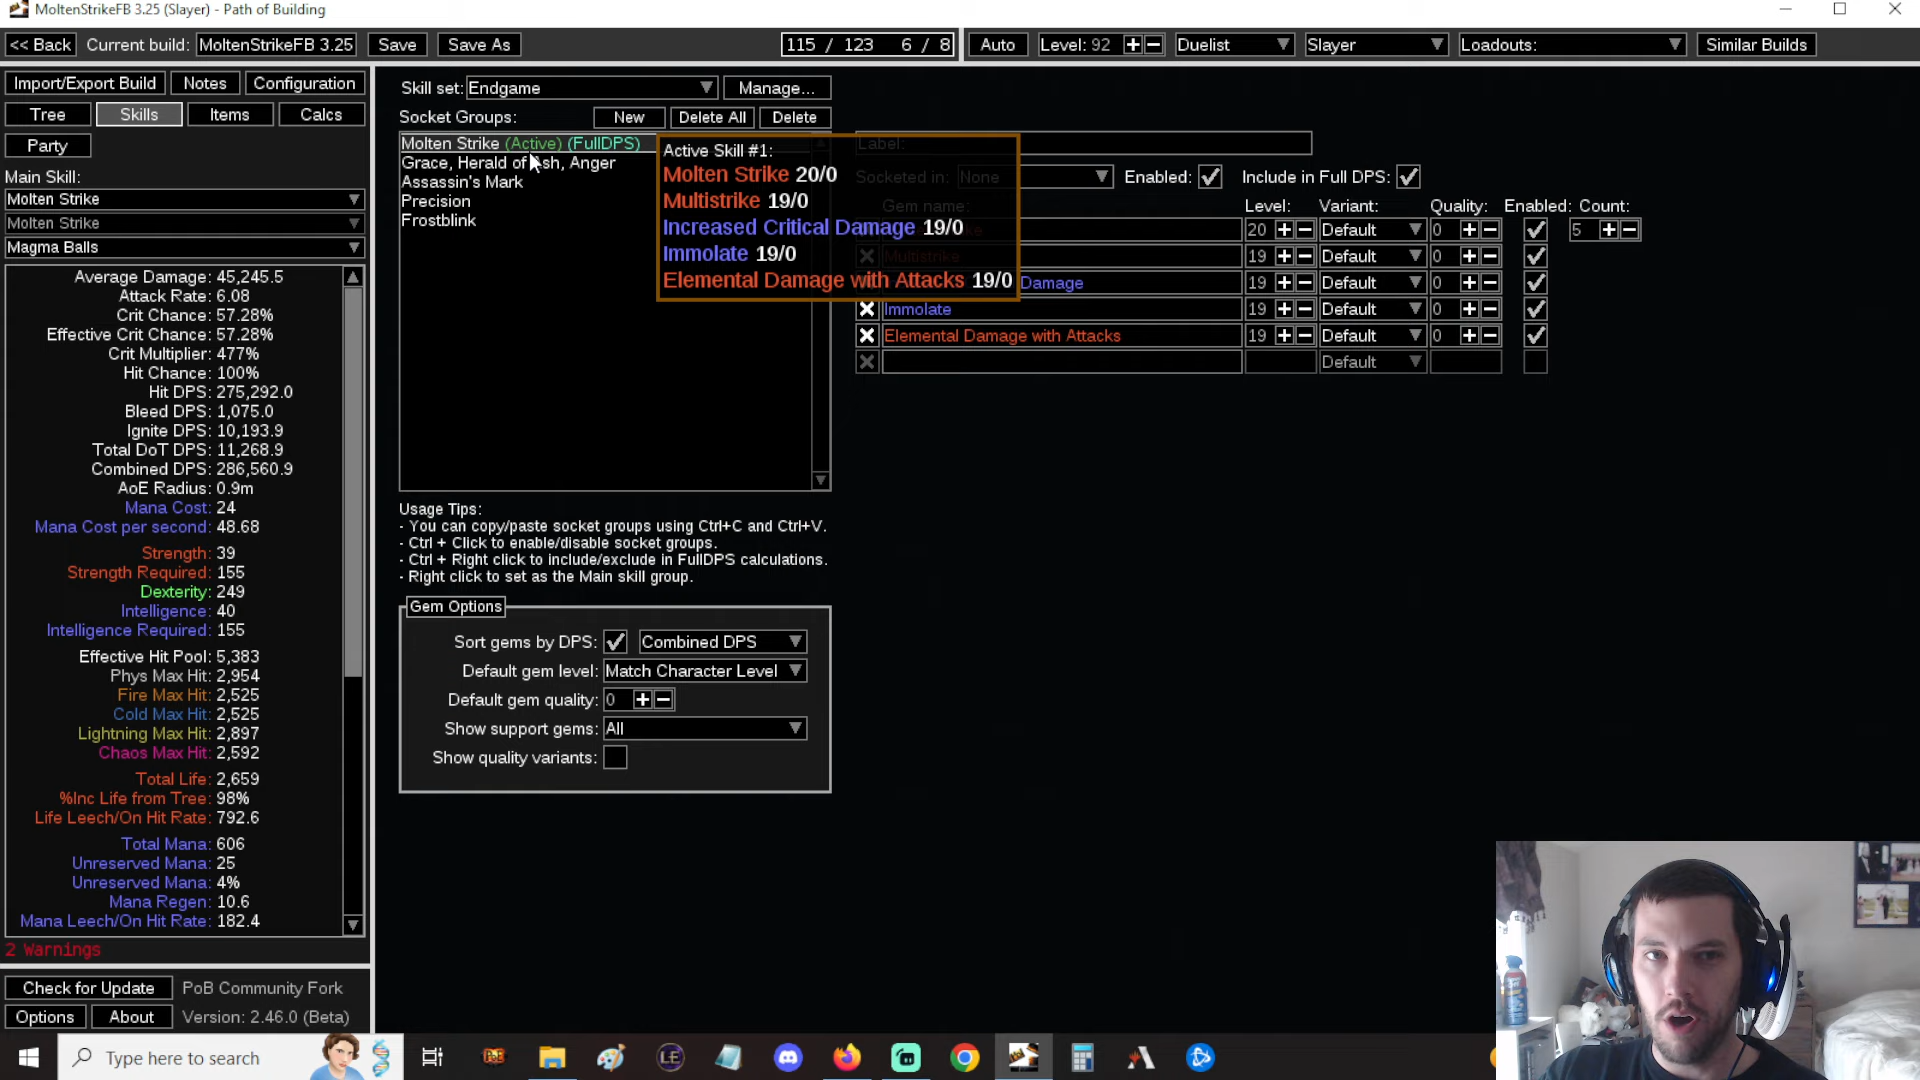 MoltenStrikeFB 3.25 (Slayer) - Path of Building
<< Back Current build: MoltenStrikeFB 3.25 Save Save As 115 / 123 6 / 8 Auto Level: 92 Duelist Slayer Loadouts: Similar Builds
Import/Export Build Notes Configuration
Tree Skills Items Calcs
Party
Main Skill:
Molten Strike
Molten Strike
Magma Balls
Average Damage: 45,245.5
Attack Rate: 6.08
Crit Chance: 57.28%
Effective Crit Chance: 57.28%
Crit Multiplier: 477%
Hit Chance: 100%
Hit DPS: 275,292.0
Bleed DPS: 1,075.0
Ignite DPS: 10,193.9
Total DoT DPS: 11,268.9
Combined DPS: 286,560.9
AoE Radius: 0.9m
Mana Cost: 24
Mana Cost per second: 48.68
Strength: 39
Strength Required: 155
Dexterity: 249
Intelligence: 40
Intelligence Required: 155
Effective Hit Pool: 5,383
Phys Max Hit: 2,954
Fire Max Hit: 2,525
Cold Max Hit: 2,525
Lightning Max Hit: 2,897
Chaos Max Hit: 2,592
Total Life: 2,659
%Inc Life from Tree: 98%
Life Leech/On Hit Rate: 792.6
Total Mana: 606
Unreserved Mana: 25
Unreserved Mana: 4%
Mana Regen: 10.6
Mana Leech/On Hit Rate: 182.4
2 Warnings
Check for Update PoB Community Fork
Options About Version: 2.46.0 (Beta)
Skill set: Endgame Manage...
Socket Groups: New Delete All Delete
Molten Strike (Active) (FullDPS)
Grace, Herald of Ash, Anger
Assassin's Mark
Precision
Frostblink
Active Skill #1:
Molten Strike 20/0
Multistrike 19/0
Increased Critical Damage 19/0
Immolate 19/0
Elemental Damage with Attacks 19/0
Label:
Socketed in: None Enabled: Include in Full DPS:
Gem name: Level: Variant: Quality: Enabled: Count:
20 Default 0 5
Multistrike 19 Default 0
Damage 19 Default 0
Immolate 19 Default 0
Elemental Damage with Attacks 19 Default 0
Default
Usage Tips:
- You can copy/paste socket groups using Ctrl+C and Ctrl+V.
- Ctrl + Click to enable/disable socket groups.
- Ctrl + Right click to include/exclude in FullDPS calculations.
- Right click to set as the Main skill group.
Gem Options
Sort gems by DPS: Combined DPS
Default gem level: Match Character Level
Default gem quality: 0
Show support gems: All
Show quality variants:
Type here to search